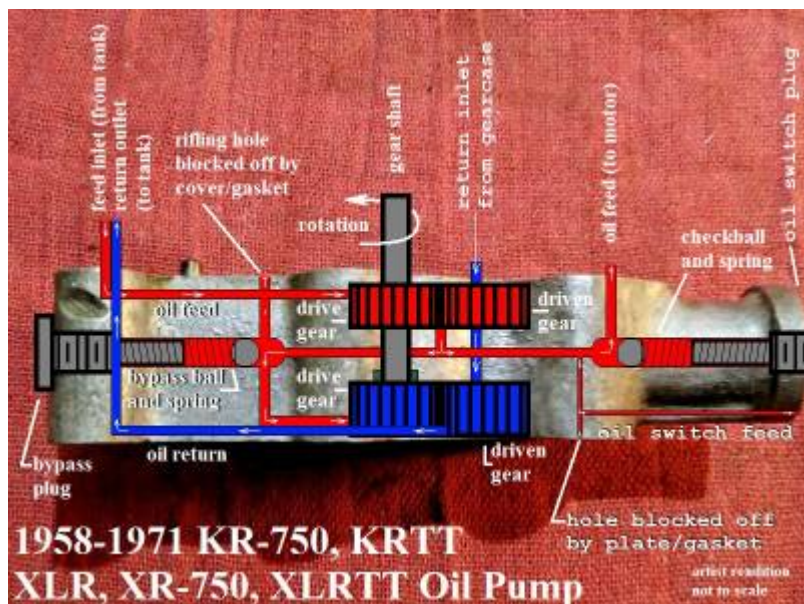 feed inlet (from tank)
return outlet
(to tank)
rifling hole
blocked off by
cover/gasket
gear shaft
rotation
return inlet
from gearcase
oil feed (to motor)
oil switch plug
checkball
and spring
oil feed
drive
gear
driven
gear
bypass ball
and spring
drive
gear
oil switch feed
bypass
plug
oil return
driven
gear
hole blocked off
by plate/gasket
1958-1971 KR-750, KRTT
XLR, XR-750, XLRTT Oil Pump
artist rendition
not to scale